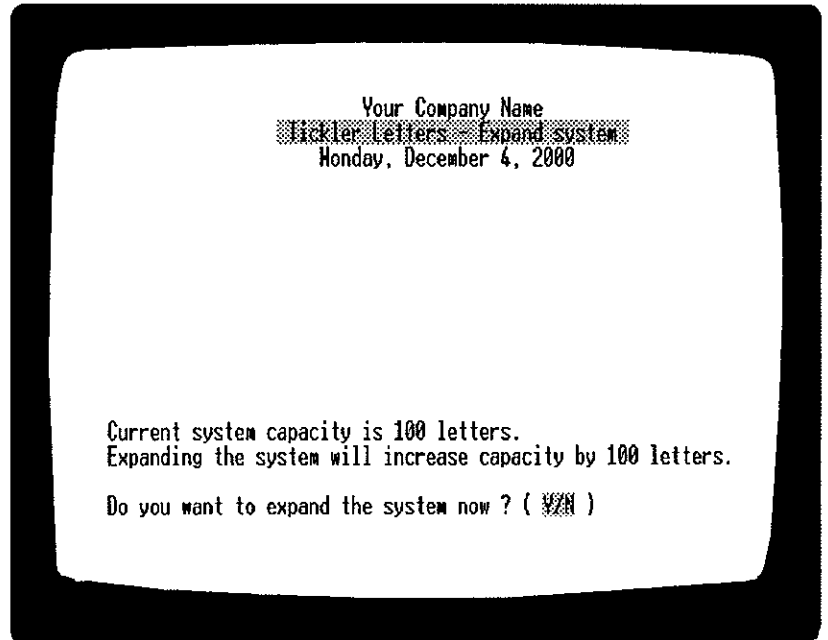 Your Company Name
Tickler Letters - Expand system
Monday, December 4, 2000
Current system capacity is 100 letters.
Expanding the system will increase capacity by 100 letters.
Do you want to expand the system now ? ( Y/N )